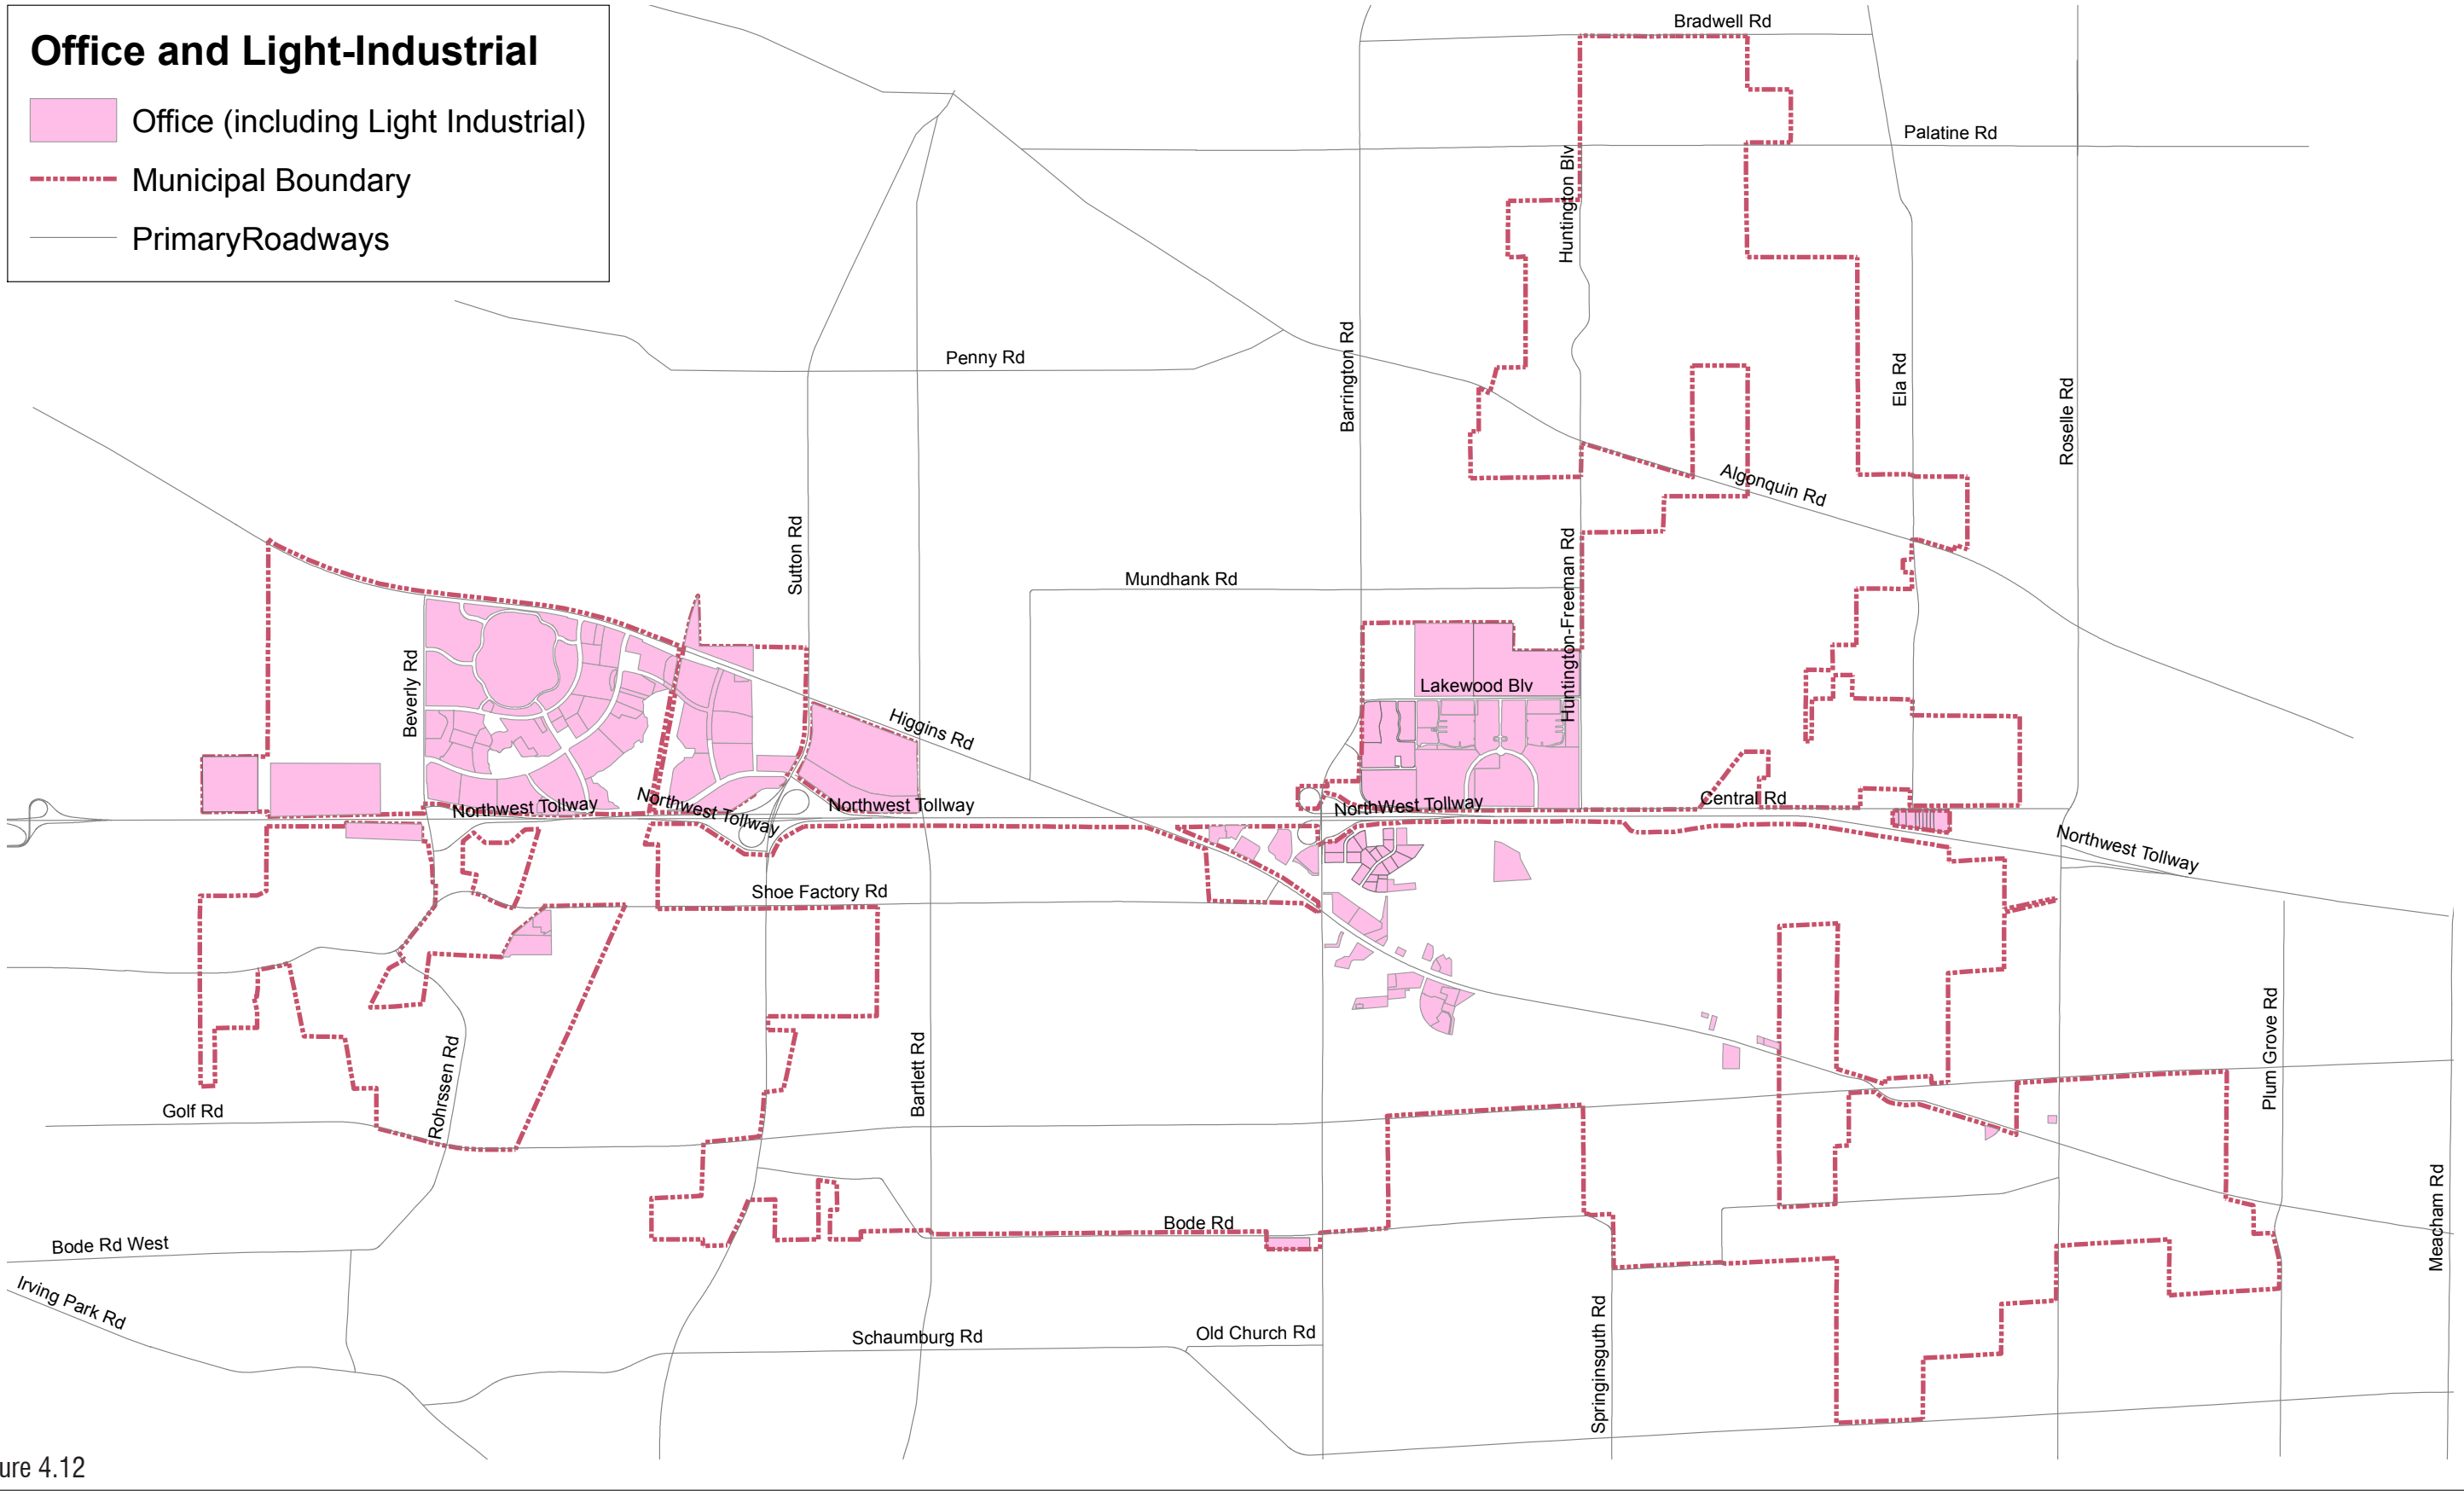 Office and Light-Industrial
Office (including Light Industrial)
Municipal Boundary
PrimaryRoadways
Bradwell Rd
Palatine Rd
Huntington Blv
Penny Rd
Barrington Rd
Ela Rd
Roselle Rd
Algonquin Rd
Sutton Rd
Mundhank Rd
Huntington-Freeman Rd
Beverly Rd
Lakewood Blv
Higgins Rd
Northwest Tollway
Northwest Tollway
Northwest Tollway
NorthWest Tollway
Central Rd
Northwest Tollway
Shoe Factory Rd
Rohrssen Rd
Bartlett Rd
Plum Grove Rd
Golf Rd
Meacham Rd
Bode Rd
Bode Rd West
Irving Park Rd
Schaumburg Rd
Old Church Rd
Springinsguth Rd
ure 4.12